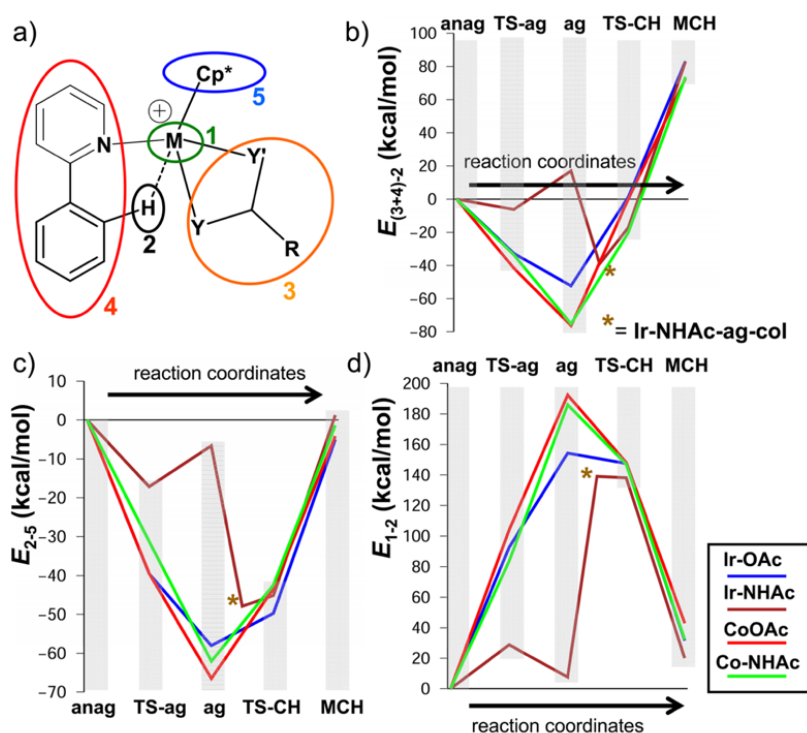 a)
Cp*
5
+
M
1
N
Y'
H
2
Y
R
3
4
b)
anag TS-ag ag TS-CH MCH
E(3+4)-2 (kcal/mol)
100
80
60
40
20
0
−20
−40
−60
−80
reaction coordinates
*
* = Ir-NHAc-ag-col
c)
E2-5 (kcal/mol)
10
0
−10
−20
−30
−40
−50
−60
−70
reaction coordinates
*
anag TS-ag ag TS-CH MCH
d)
anag TS-ag ag TS-CH MCH
E1-2 (kcal/mol)
200
180
160
140
120
100
80
60
40
20
0
*
reaction coordinates
Ir-OAc
Ir-NHAc
CoOAc
Co-NHAc